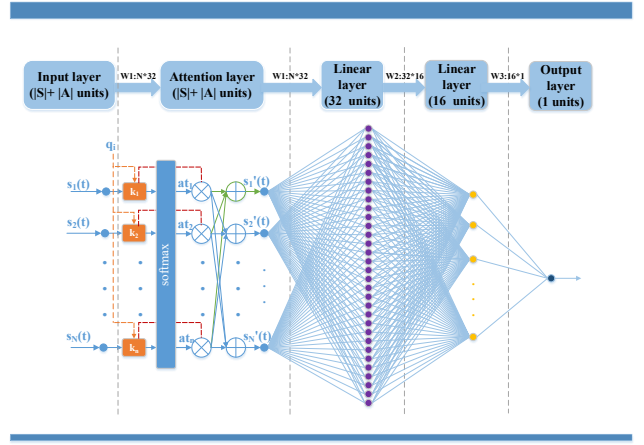 Input layer
(|S|+ |A| units)
W1:N*32
Attention layer
(|S|+ |A| units)
W1:N*32
Linear
layer
(32 units)
W2:32*16
Linear
layer
(16 units)
W3:16*1
Output
layer
(1 units)
qi
s1(t)
k1
at1
s1'(t)
s2(t)
k2
at2
s2'(t)
softmax
sN(t)
kn
atn
sN'(t)